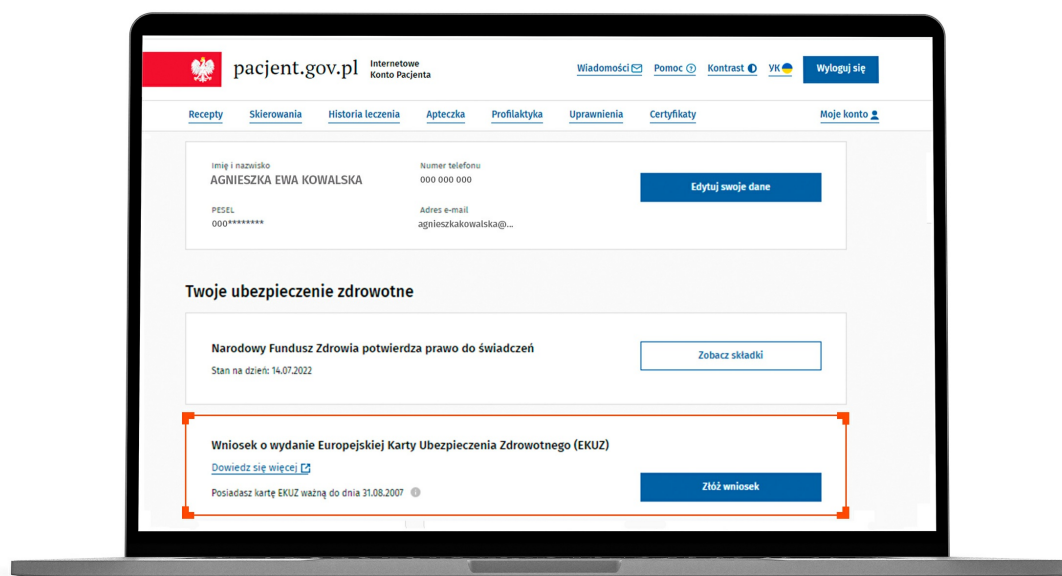 pacjent.gov.pl Internetowe
Konto Pacjenta
Wiadomości Pomoc Kontrast УК Wyloguj się
Recepty Skierowania Historia leczenia Apteczka Profilaktyka Uprawnienia Certyfikaty Moje konto
Imię i nazwisko Numer telefonu
AGNIESZKA EWA KOWALSKA 000 000 000
Edytuj swoje dane
PESEL Adres e-mail
000******** agnieszkakowalska@...
Twoje ubezpieczenie zdrowotne
Narodowy Fundusz Zdrowia potwierdza prawo do świadczeń
Zobacz składki
Stan na dzień: 14.07.2022
Wniosek o wydanie Europejskiej Karty Ubezpieczenia Zdrowotnego (EKUZ)
Dowiedz się więcej
Złóż wniosek
Posiadasz kartę EKUZ ważną do dnia 31.08.2007